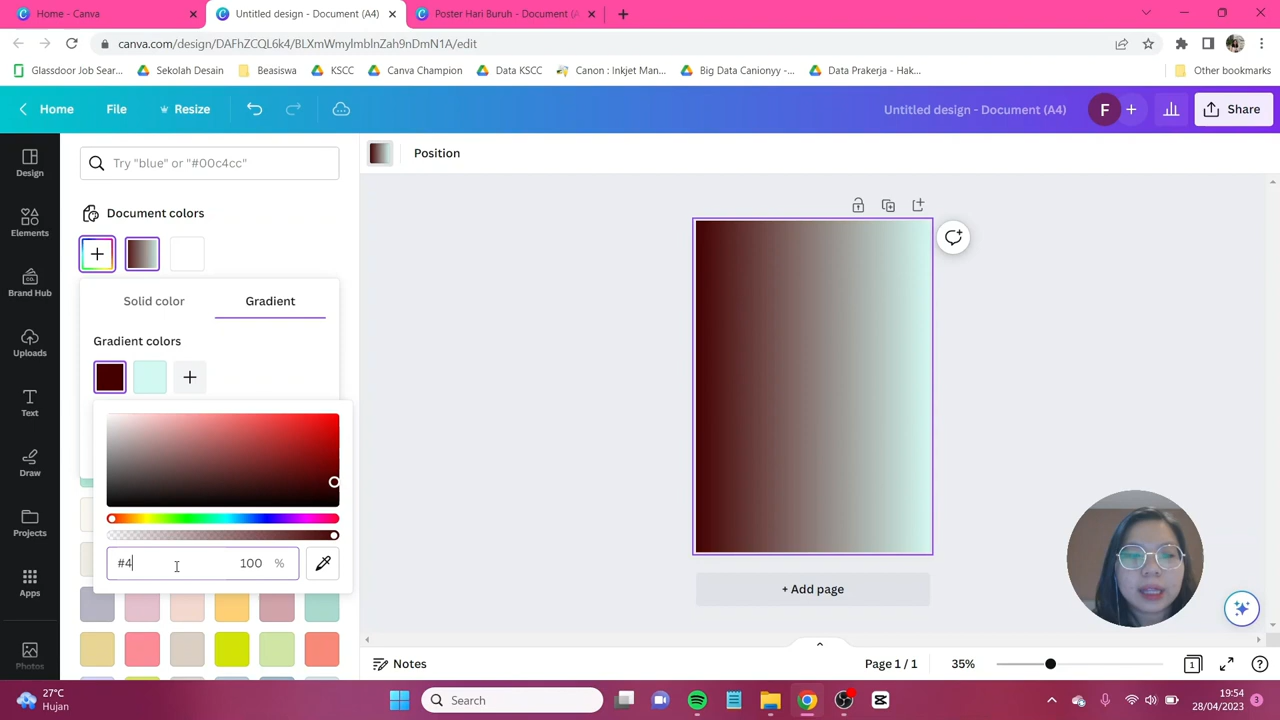 Home - Canva
Untitled design - Document (A4)
Poster Hari Buruh - Document (A
canva.com/design/DAFhZCQL6k4/BLXmWmylmblnZah9nDmN1A/edit
Glassdoor Job Sear...
Sekolah Desain
Beasiswa
KSCC
Canva Champion
Data KSCC
Canon : Inkjet Man...
Big Data Canionyy -...
Data Prakerja - Hak...
Other bookmarks
Home
File
Resize
Untitled design - Document (A4)
F
Share
Design
Elements
Brand Hub
Uploads
Text
Draw
Projects
Apps
Photos
Try "blue" or "#00c4cc"
Document colors
Solid color
Gradient
Gradient colors
#4
100 %
Position
+ Add page
Notes
Page 1 / 1
35%
1
27°C
Hujan
Search
19:54
28/04/2023
3